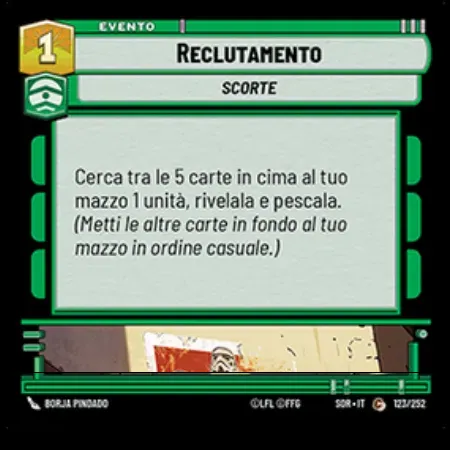 EVENTO
1
RECLUTAMENTO
SCORTE
Cerca tra le 5 carte in cima al tuo
mazzo 1 unità, rivelala e pescala.
(Metti le altre carte in fondo al tuo
mazzo in ordine casuale.)
BORJA PINDADO
©LFL ©FFG
SOR • IT
C
123/252